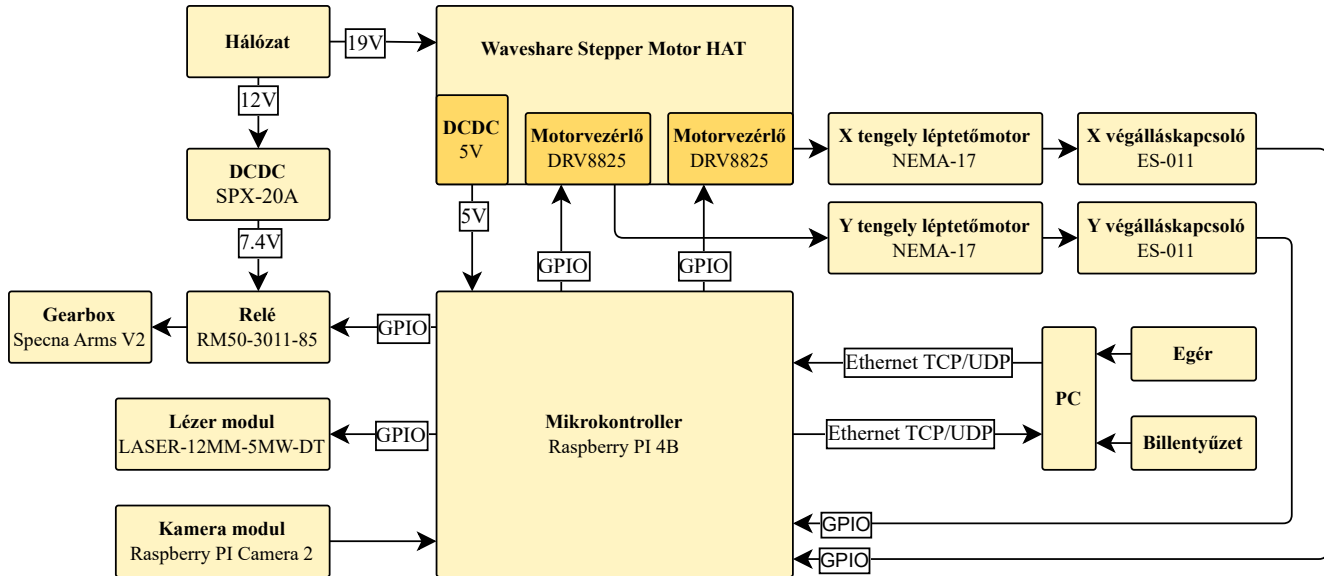 Hálózat
19V
Waveshare Stepper Motor HAT
12V
DCDC
5V
Motorvezérlő
DRV8825
Motorvezérlő
DRV8825
X tengely léptetőmotor
NEMA-17
X végálláskapcsoló
ES-011
DCDC
SPX-20A
5V
Y tengely léptetőmotor
NEMA-17
Y végálláskapcsoló
ES-011
7.4V
GPIO
GPIO
Gearbox
Specna Arms V2
Relé
RM50-3011-85
GPIO
Ethernet TCP/UDP
Egér
Lézer modul
LASER-12MM-5MW-DT
GPIO
Mikrokontroller
Raspberry PI 4B
Ethernet TCP/UDP
PC
Billentyűzet
Kamera modul
Raspberry PI Camera 2
GPIO
GPIO